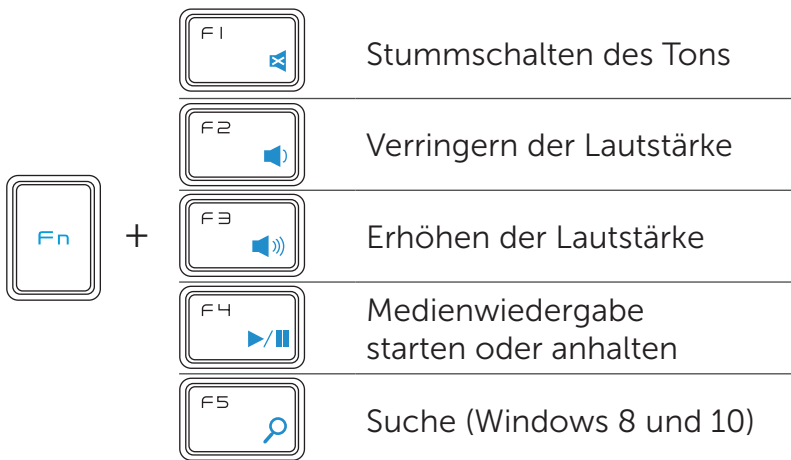 F1
Stummschalten des Tons
F2
Verringern der Lautstärke
Fn
+
F3
Erhöhen der Lautstärke
F4
Medienwiedergabe
starten oder anhalten
F5
Suche (Windows 8 und 10)